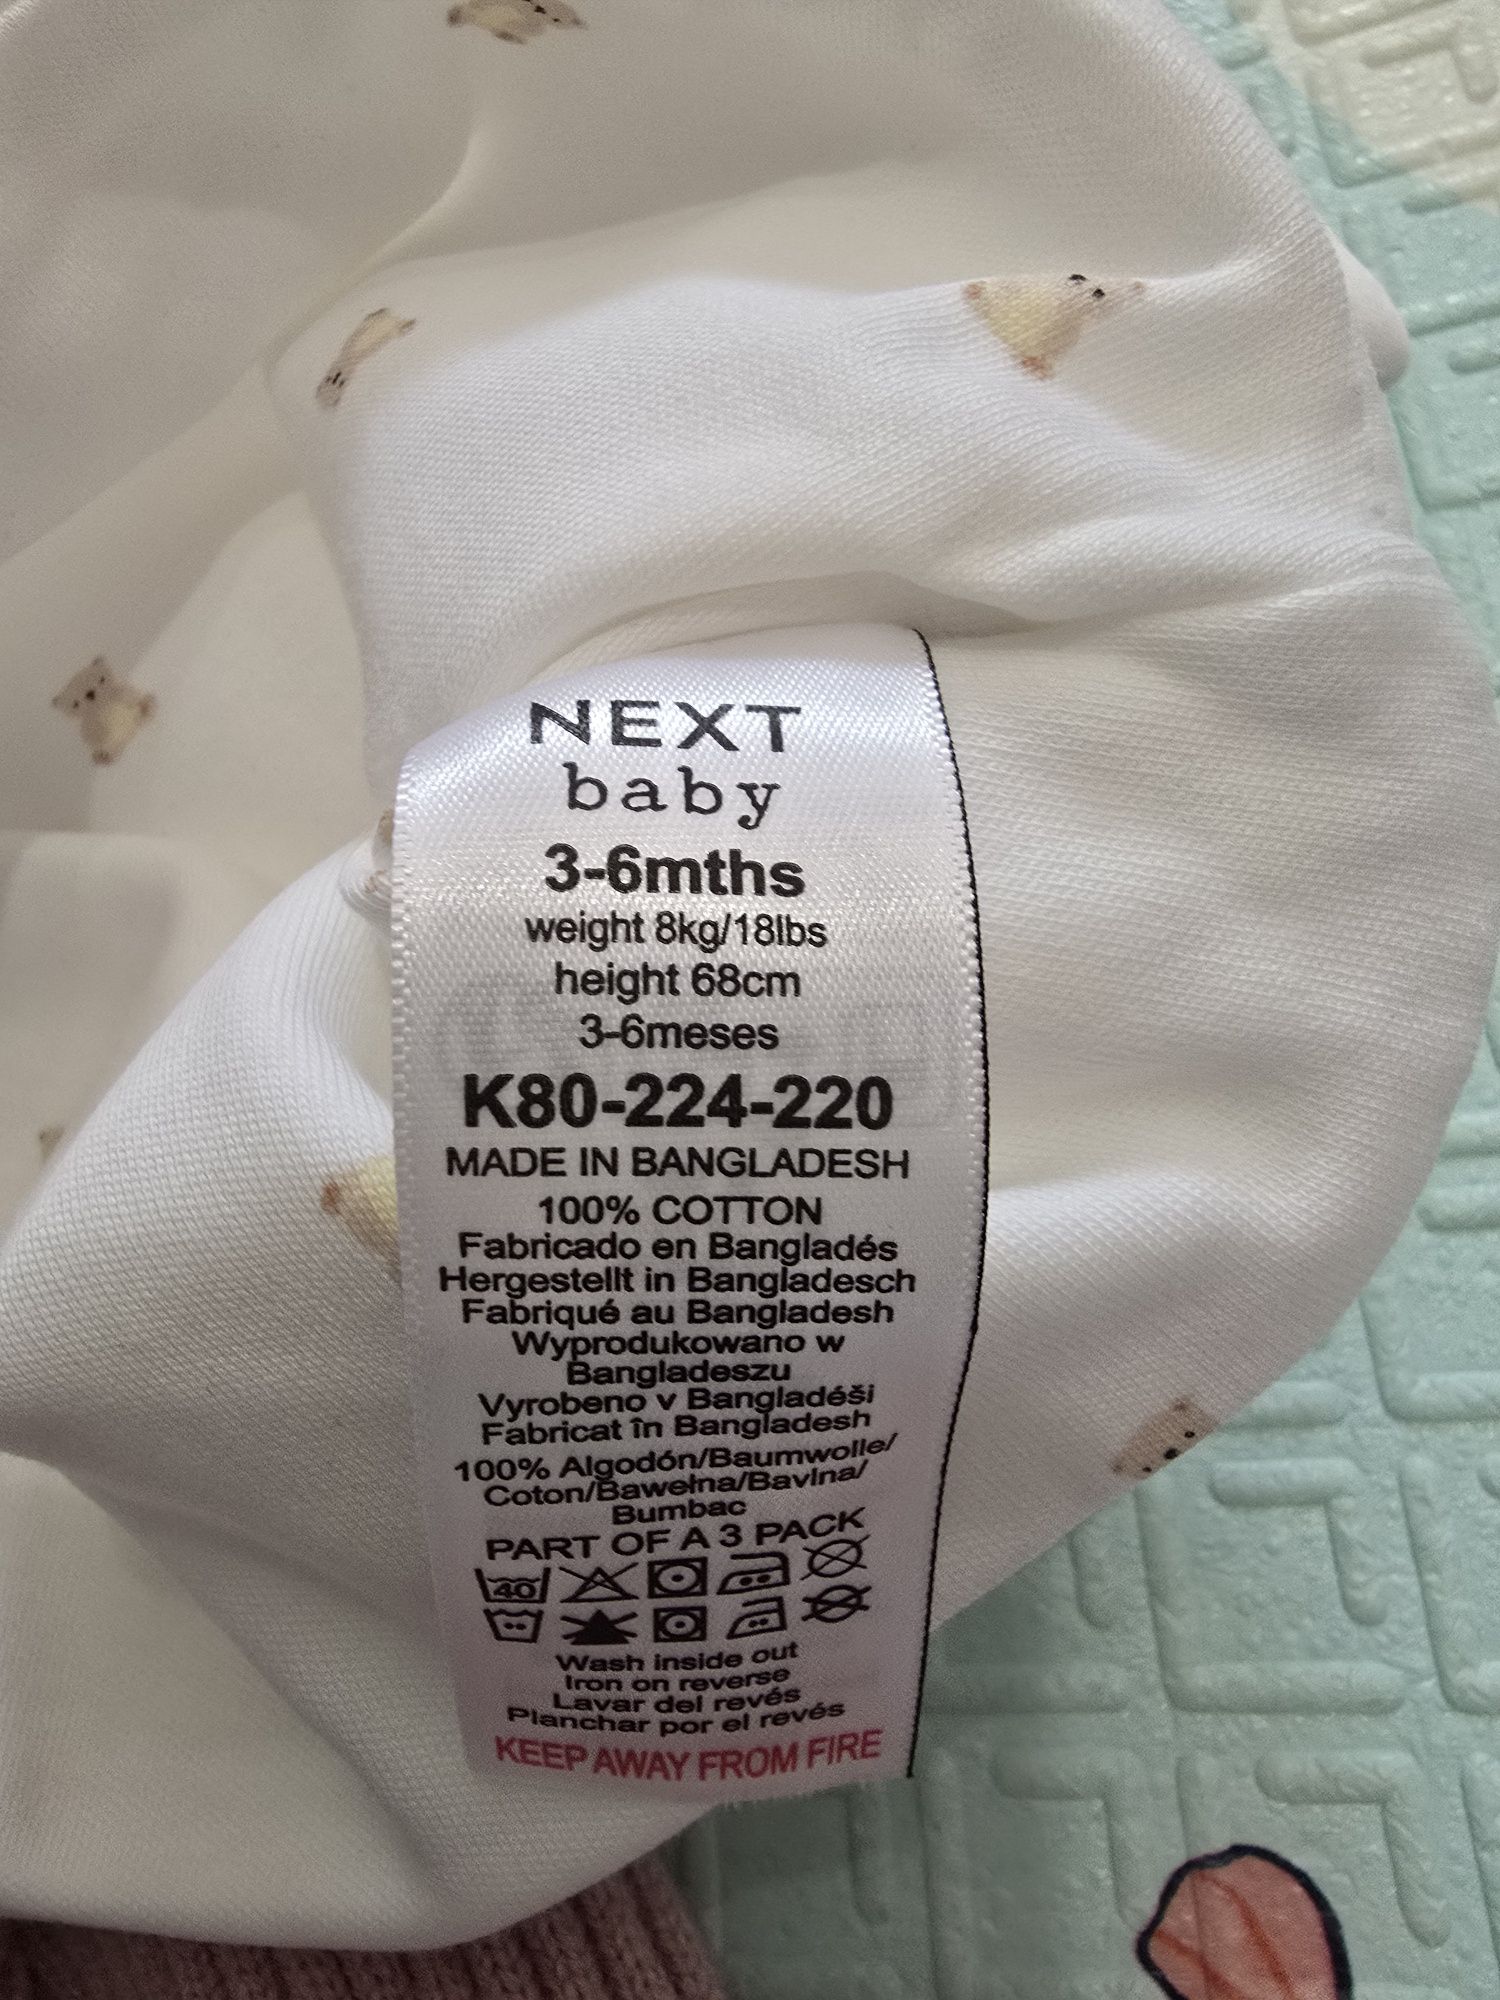 NEXT
baby
3-6mths
weight 8kg/18lbs
height 68cm
3-6meses
K80-224-220
MADE IN BANGLADESH
100% COTTON
Fabricado en Bangladés
Hergestellt in Bangladesch
Fabriqué au Bangladesh
Wyprodukowano w
Bangladeszu
Vyrobeno v Bangladéši
Fabricat în Bangladesh
100% Algodón/Baumwolle/
Coton/Bawełna/Bavlna/
Bumbac
PART OF A 3 PACK
40
Wash inside out
Iron on reverse
Lavar del revés
Planchar por el revés
KEEP AWAY FROM FIRE